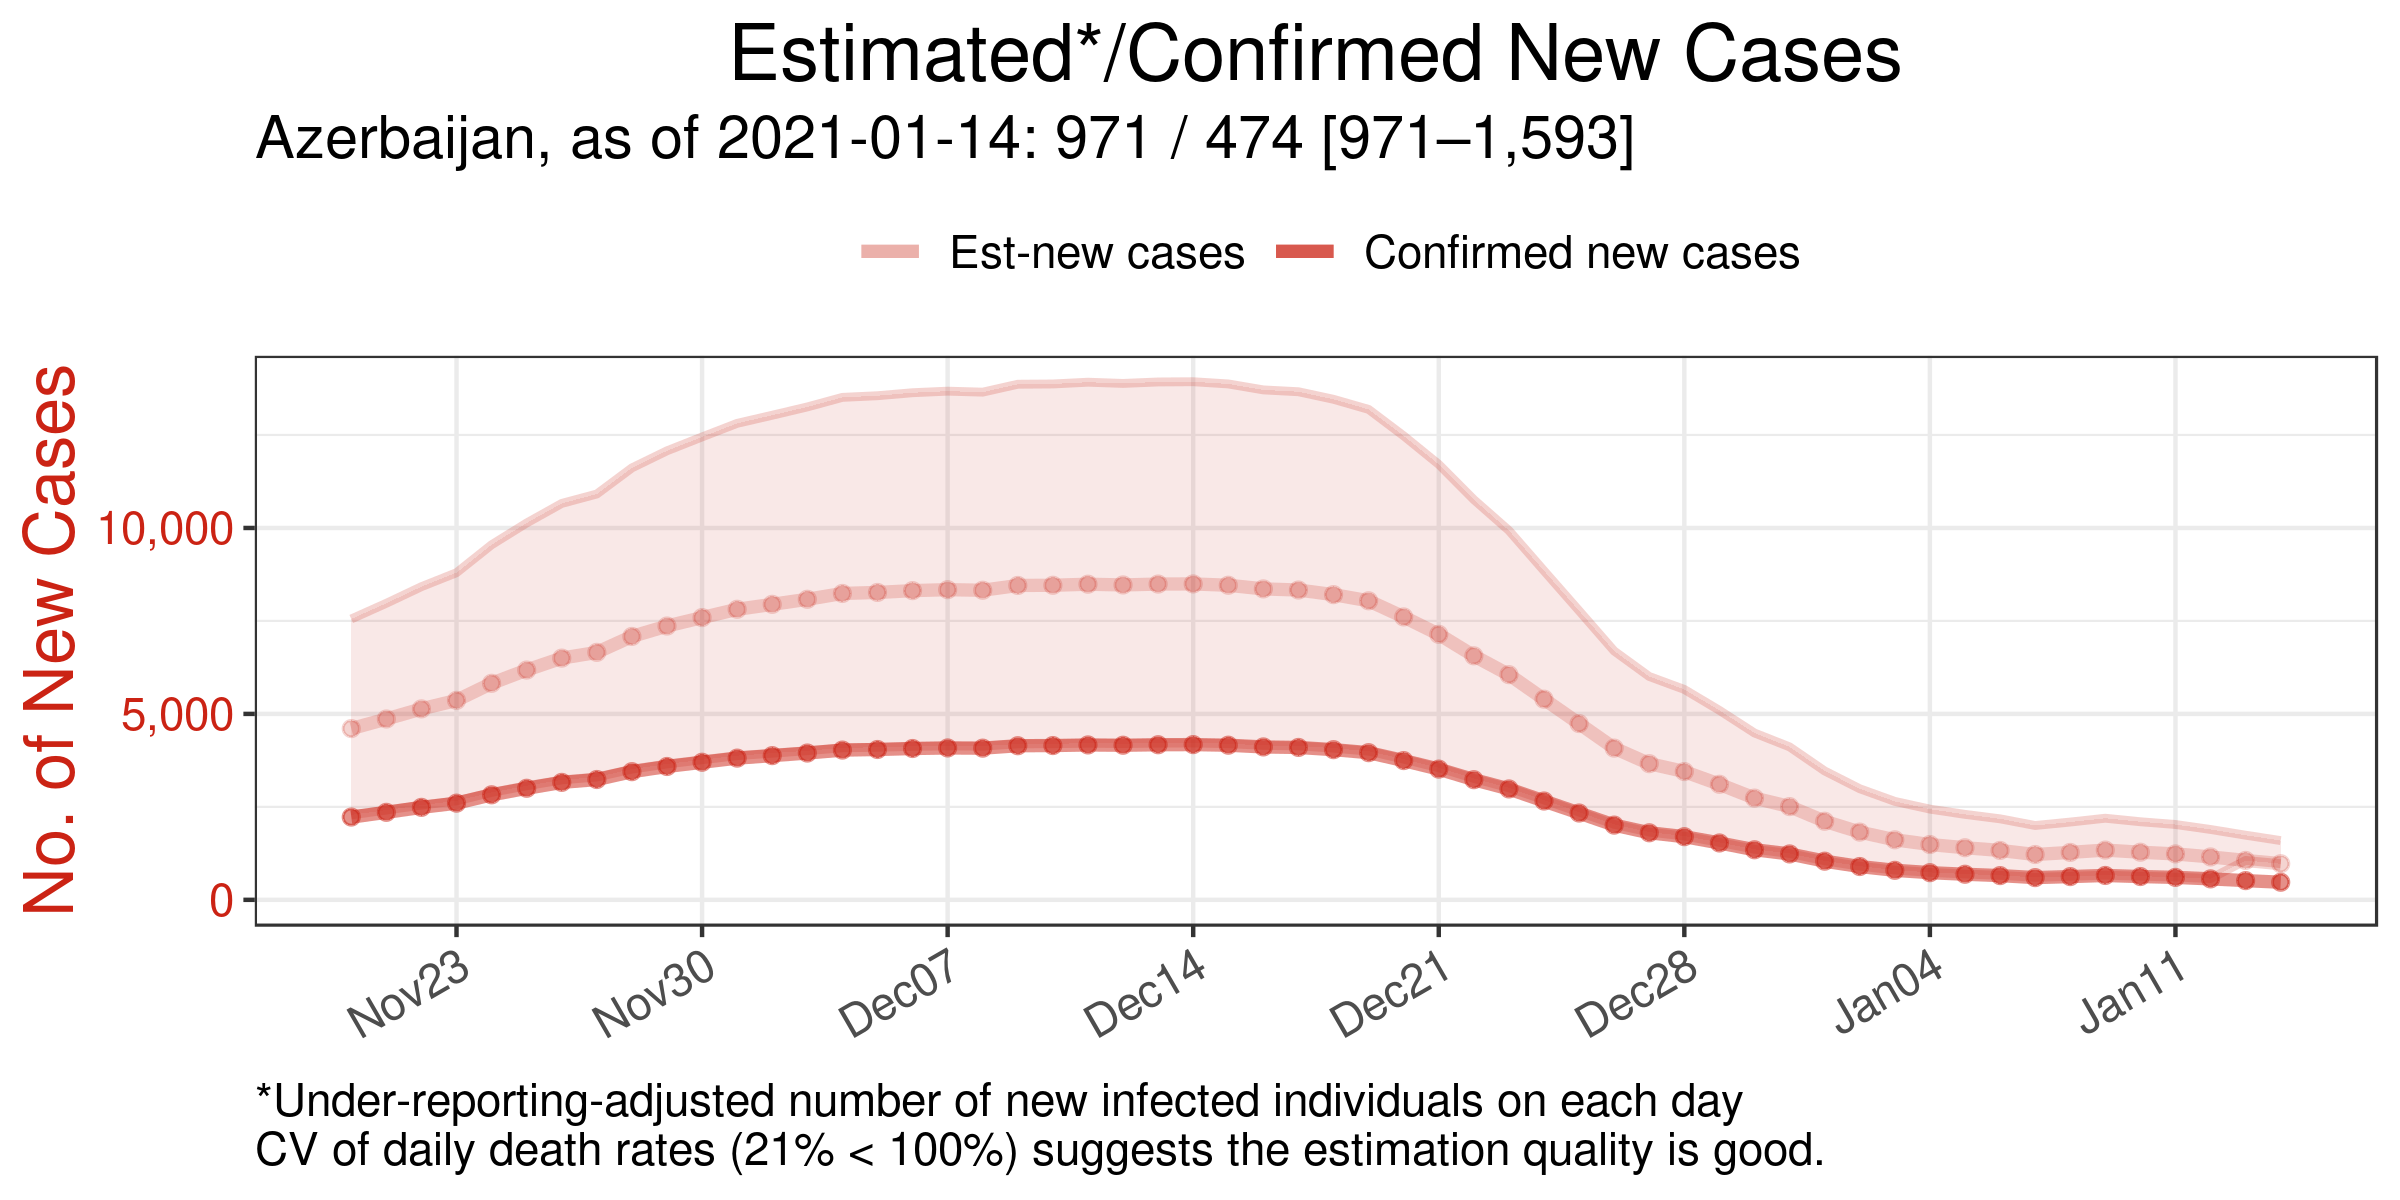 Estimated*/Confirmed New Cases
Azerbaijan, as of 2021-01-14: 971 / 474 [971–1,593]
Est-new cases
Confirmed new cases
No. of New Cases
10,000
5,000
0
Nov23
Nov30
Dec07
Dec14
Dec21
Dec28
Jan04
Jan11
*Under-reporting-adjusted number of new infected individuals on each day
CV of daily death rates (21% < 100%) suggests the estimation quality is good.